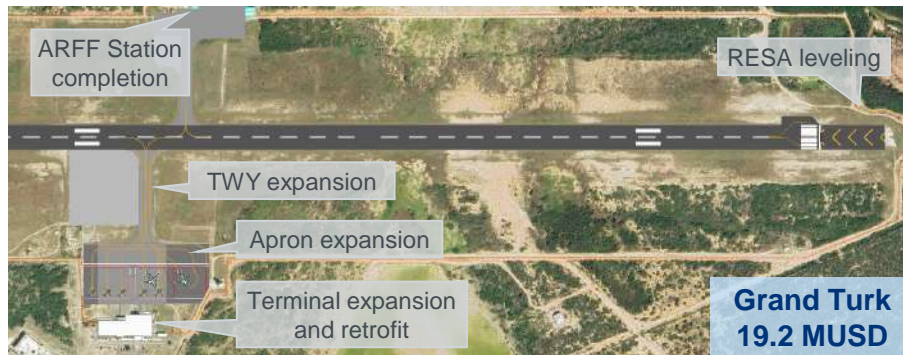 ARFF Station
completion
RESA leveling
TWY expansion
Apron expansion
Terminal expansion
and retrofit
Grand Turk
19.2 MUSD